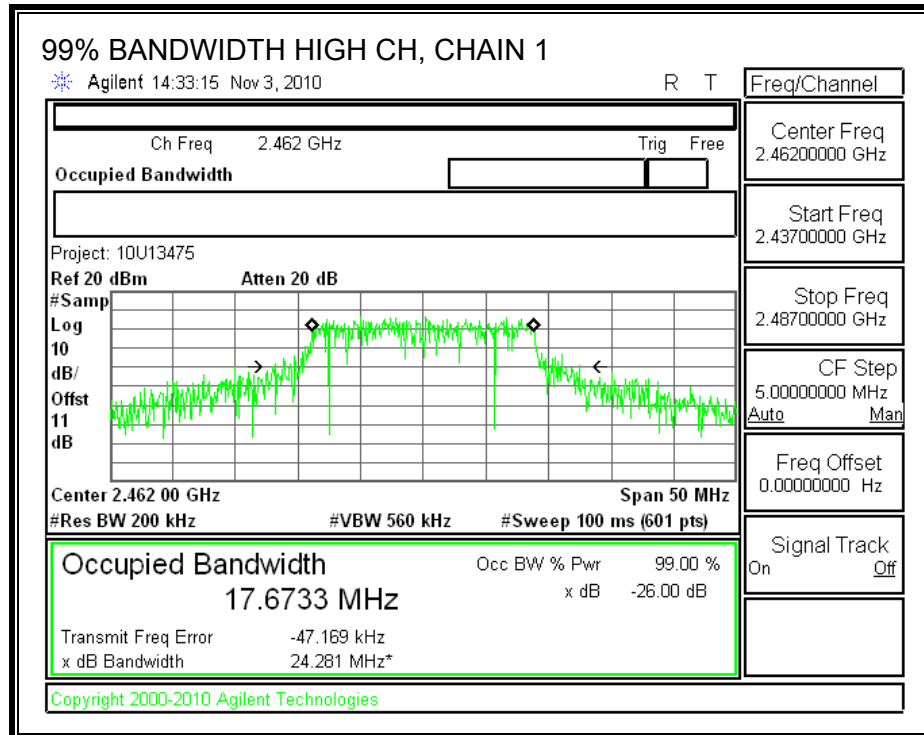 99% BANDWIDTH HIGH CH, CHAIN 1
Agilent 14:33:15 Nov 3, 2010 R T
Freq/Channel
Ch Freq 2.462 GHz Trig Free
Occupied Bandwidth
Center Freq
2.46200000 GHz
Start Freq
2.43700000 GHz
Stop Freq
2.48700000 GHz
CF Step
5.00000000 MHz
Auto Man
Freq Offset
0.00000000 Hz
Signal Track
On Off
Project: 10U13475
Ref 20 dBm Atten 20 dB
#Samp
Log
10
dB/
Offst
11
dB
Center 2.462 00 GHz Span 50 MHz
#Res BW 200 kHz #VBW 560 kHz #Sweep 100 ms (601 pts)
Occupied Bandwidth Occ BW % Pwr 99.00 %
17.6733 MHz x dB -26.00 dB
Transmit Freq Error -47.169 kHz
x dB Bandwidth 24.281 MHz*
Copyright 2000-2010 Agilent Technologies